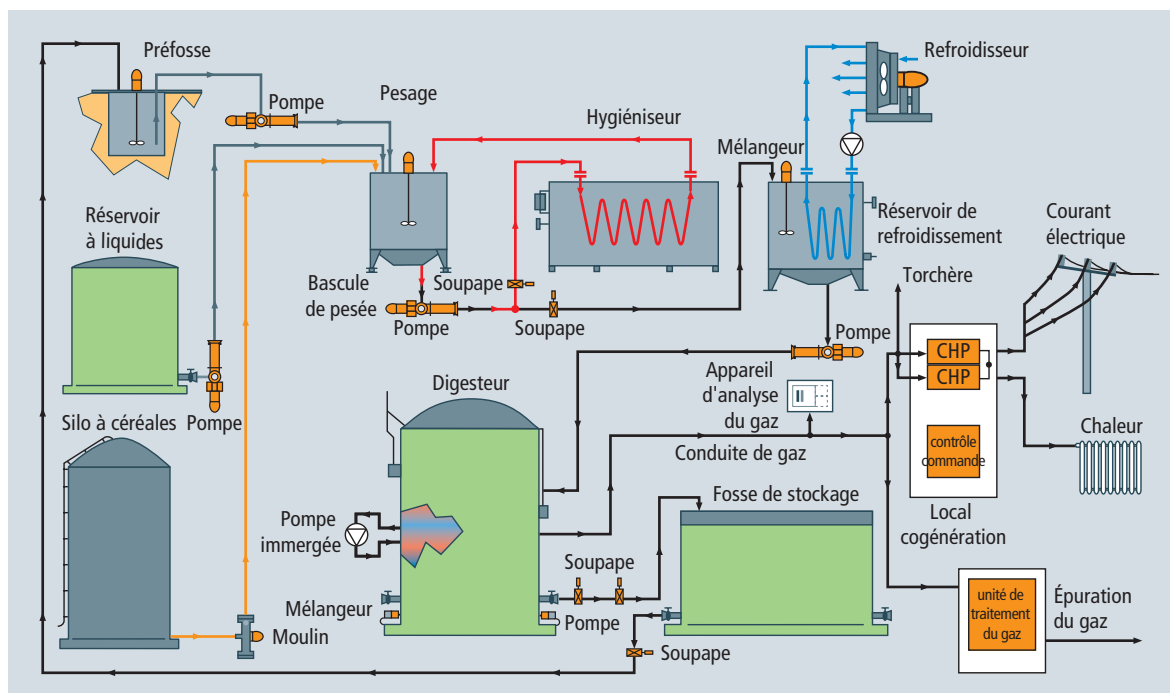 Préfosse
Pompe
Pesage
Refroidisseur
Hygiéniseur
Mélangeur
Réservoir
à liquides
Réservoir de
refroidissement
Courant
électrique
Bascule
de pesée
Soupape
Pompe
Soupape
Torchère
Pompe
CHP
CHP
Silo à céréales
Pompe
Digesteur
Appareil
d'analyse
du gaz
Conduite de gaz
contrôle
commande
Chaleur
Pompe
immergée
Fosse de stockage
Local
cogénération
Soupape
Mélangeur
Moulin
Pompe
Soupape
unité de
traitement
du gaz
Épuration
du gaz